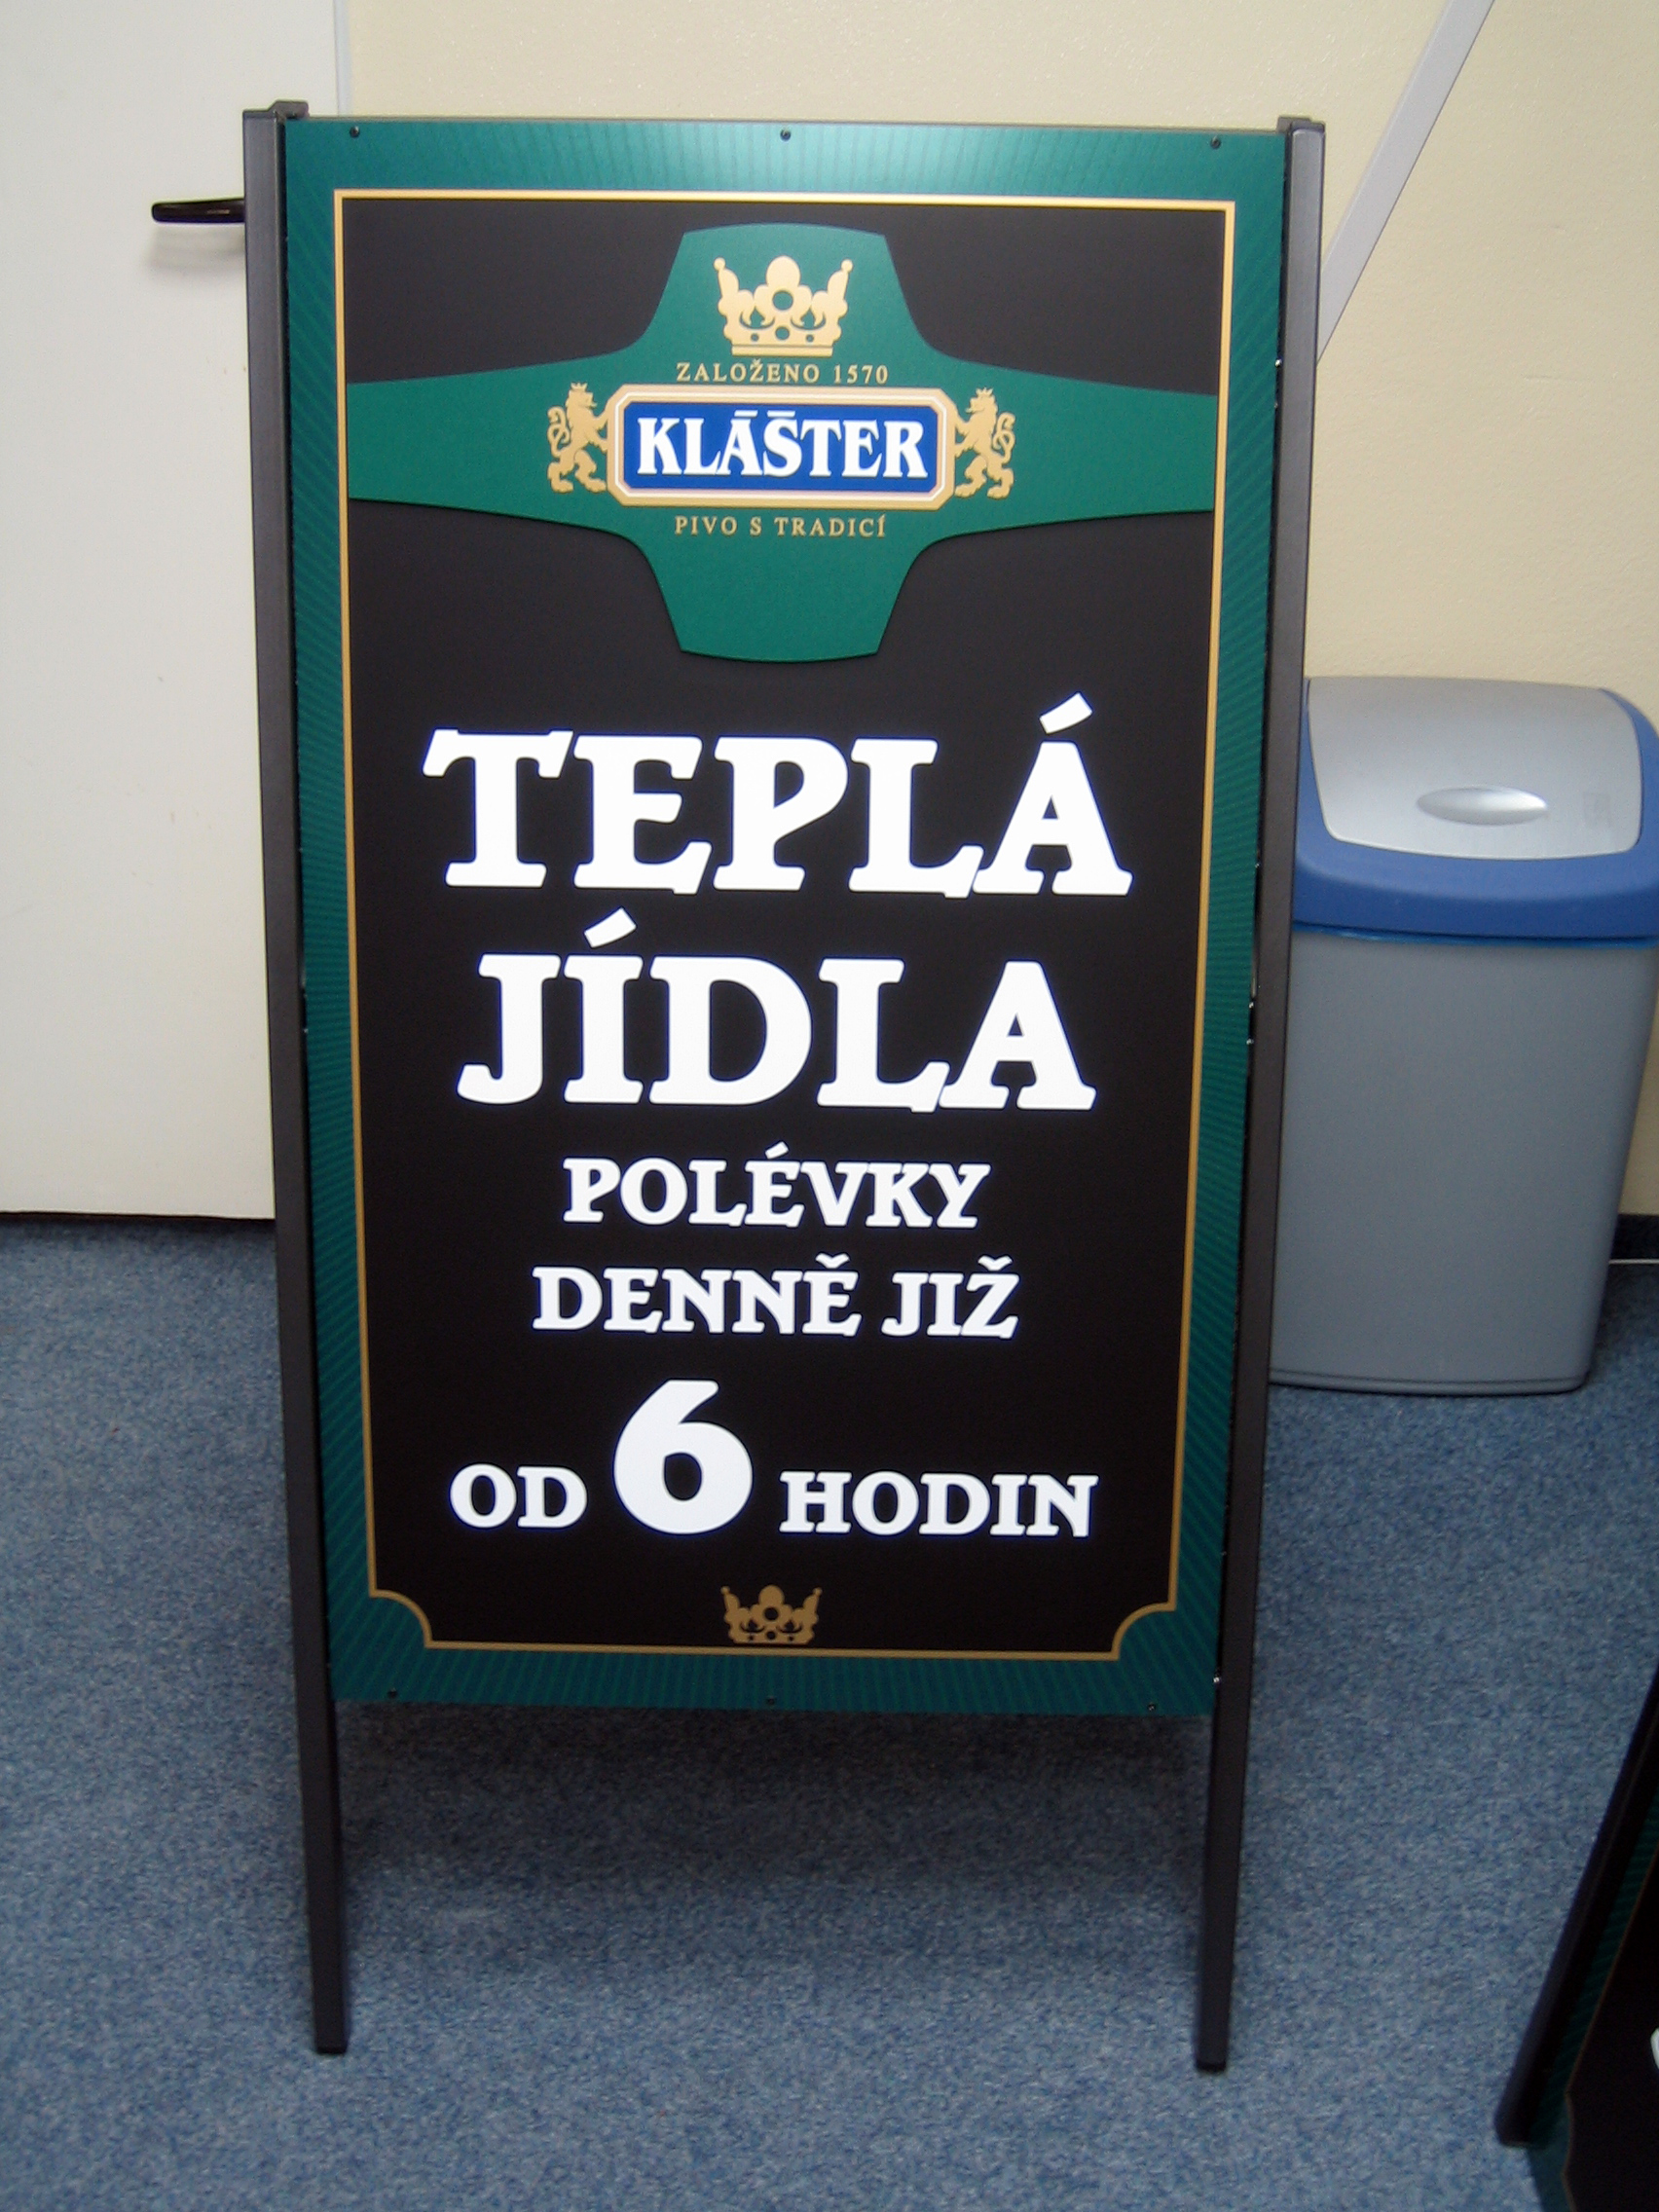 ZALOŽENO 1570
KLÁŠTER
PIVO S TRADICÍ
TEPLÁ
JÍDLA
POLÉVKY
DENNĚ JIŽ
OD 6 HODIN